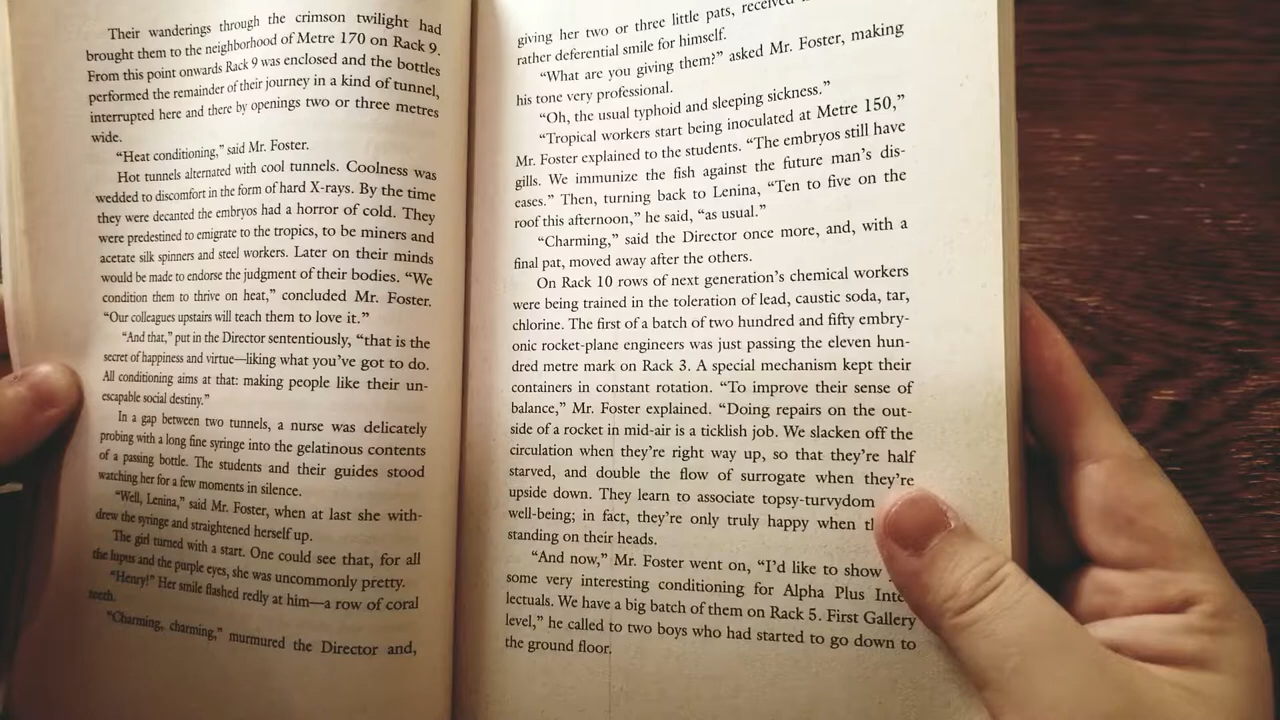 Their wanderings through the crimson twilight had
brought them to the neighborhood of Metre 170 on Rack 9.
From this point onwards Rack 9 was enclosed and the bottles
performed the remainder of their journey in a kind of tunnel,
interrupted here and there by openings two or three metres
wide.
“Heat conditioning,” said Mr. Foster.
Hot tunnels alternated with cool tunnels. Coolness was
wedded to discomfort in the form of hard X-rays. By the time
they were decanted the embryos had a horror of cold. They
were predestined to emigrate to the tropics, to be miners and
acetate silk spinners and steel workers. Later on their minds
would be made to endorse the judgment of their bodies. “We
condition them to thrive on heat,” concluded Mr. Foster.
“Our colleagues upstairs will teach them to love it.”
“And that,” put in the Director sententiously, “that is the
secret of happiness and virtue—liking what you’ve got to do.
All conditioning aims at that: making people like their un-
escapable social destiny.”
In a gap between two tunnels, a nurse was delicately
probing with a long fine syringe into the gelatinous contents
of a passing bottle. The students and their guides stood
watching her for a few moments in silence.
“Well, Lenina,” said Mr. Foster, when at last she with-
drew the syringe and straightened herself up.
The girl turned with a start. One could see that, for all
the lupus and the purple eyes, she was uncommonly pretty.
“Henry!” Her smile flashed redly at him—a row of coral
teeth.
“Charming, charming,” murmured the Director and,
giving her two or three little pats, received
rather deferential smile for himself.
“What are you giving them?” asked Mr. Foster, making
his tone very professional.
“Oh, the usual typhoid and sleeping sickness.”
“Tropical workers start being inoculated at Metre 150,”
Mr. Foster explained to the students. “The embryos still have
gills. We immunize the fish against the future man’s dis-
eases.” Then, turning back to Lenina, “Ten to five on the
roof this afternoon,” he said, “as usual.”
“Charming,” said the Director once more, and, with a
final pat, moved away after the others.
On Rack 10 rows of next generation’s chemical workers
were being trained in the toleration of lead, caustic soda, tar,
chlorine. The first of a batch of two hundred and fifty embry-
onic rocket-plane engineers was just passing the eleven hun-
dred metre mark on Rack 3. A special mechanism kept their
containers in constant rotation. “To improve their sense of
balance,” Mr. Foster explained. “Doing repairs on the out-
side of a rocket in mid-air is a ticklish job. We slacken off the
circulation when they’re right way up, so that they’re half
starved, and double the flow of surrogate when they’re
upside down. They learn to associate topsy-turvydom
well-being; in fact, they’re only truly happy when
standing on their heads.
“And now,” Mr. Foster went on, “I’d like to show
some very interesting conditioning for Alpha Plus Inte
lectuals. We have a big batch of them on Rack 5. First Gallery
level,” he called to two boys who had started to go down to
the ground floor.